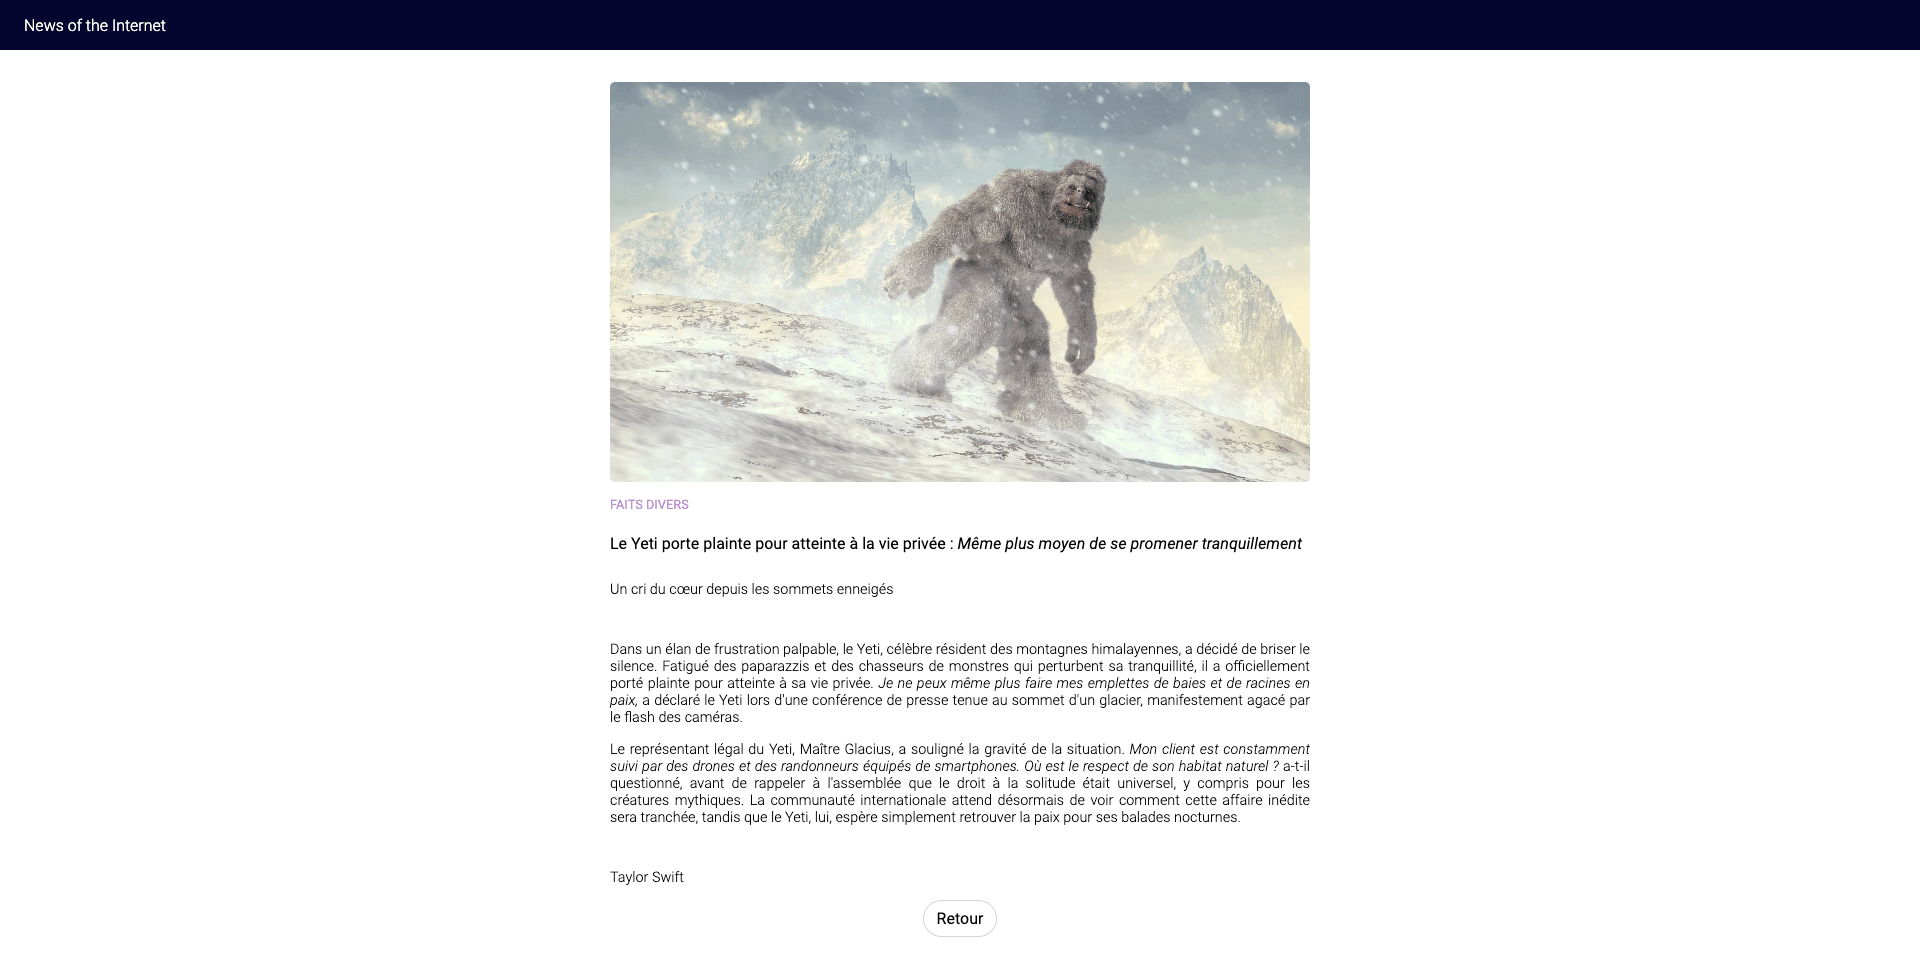 News of the Internet
FAITS DIVERS
Le Yeti porte plainte pour atteinte à la vie privée : Même plus moyen de se promener tranquillement
Un cri du cœur depuis les sommets enneigés
Dans un élan de frustration palpable, le Yeti, célèbre résident des montagnes himalayennes, a décidé de briser le
silence. Fatigué des paparazzis et des chasseurs de monstres qui perturbent sa tranquillité, il a officiellement
porté plainte pour atteinte à sa vie privée. Je ne peux même plus faire mes emplettes de baies et de racines en
paix, a déclaré le Yeti lors d'une conférence de presse tenue au sommet d'un glacier, manifestement agacé par
le flash des caméras.
Le représentant légal du Yeti, Maître Glacius, a souligné la gravité de la situation. Mon client est constamment
suivi par des drones et des randonneurs équipés de smartphones. Où est le respect de son habitat naturel ? a-t-il
questionné, avant de rappeler à l'assemblée que le droit à la solitude était universel, y compris pour les
créatures mythiques. La communauté internationale attend désormais de voir comment cette affaire inédite
sera tranchée, tandis que le Yeti, lui, espère simplement retrouver la paix pour ses balades nocturnes.
Taylor Swift
Retour